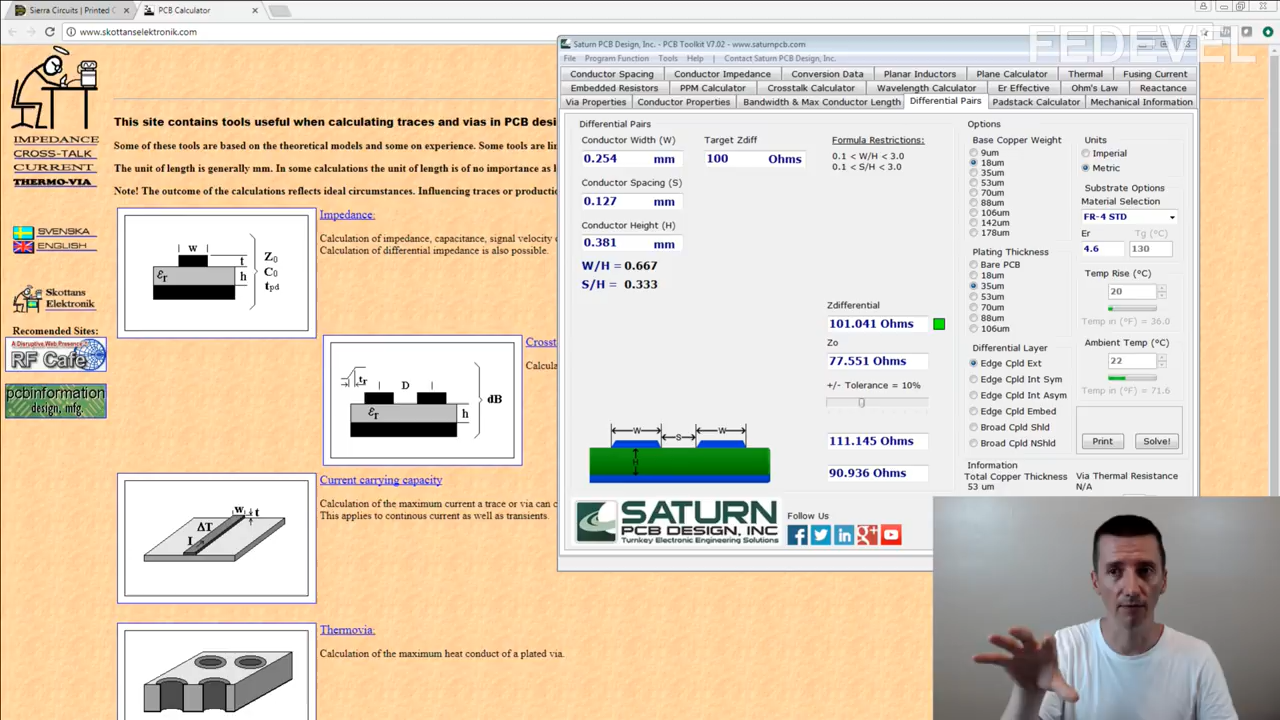 Sierra Circuits | Printed C
PCB Calculator
www.skottanselektronik.com
FEDEVEL
IMPEDANCE
CROSS-TALK
CURRENT
THERMO-VIA
SVENSKA
ENGLISH
Skottans
Elektronik
Recomended Sites:
A Disruptive Web Presence
RF Cafe
pcbinformation
design, mfg.
This site contains tools useful when calculating traces and vias in PCB desi
Some of these tools are based on the theoretical models and some on experience. Some tools are lim
The unit of length is generally mm. In some calculations the unit of length is of no importance as l
Note! The outcome of the calculations reflects ideal circumstances. Influencing traces or production
w
t
h
εr
Z0
C0
tpd
Impedance:
Calculation of impedance, capacitance, signal velocity o
Calculation of differential impedance is also possible.
tr
D
εr
h
dB
Crosst
Calcula
w
t
ΔT
I
Current carrying capacity
Calculation of the maximum current a trace or via can c
This applies to continous current as well as transients.
Thermovia:
Calculation of the maximum heat conduct of a plated via.
Saturn PCB Design, Inc. - PCB Toolkit V7.02 - www.saturnpcb.com
File Program Function Tools Help | Contact Saturn PCB Design, Inc.
Conductor Spacing Conductor Impedance Conversion Data Planar Inductors Plane Calculator Thermal Fusing Current
Embedded Resistors PPM Calculator Crosstalk Calculator Wavelength Calculator Er Effective Ohm's Law Reactance
Via Properties Conductor Properties Bandwidth & Max Conductor Length Differential Pairs Padstack Calculator Mechanical Information
Differential Pairs
Conductor Width (W)
0.254 mm
Conductor Spacing (S)
0.127 mm
Conductor Height (H)
0.381 mm
W/H = 0.667
S/H = 0.333
Target Zdiff
100 Ohms
Formula Restrictions:
0.1 < W/H < 3.0
0.1 < S/H < 3.0
Zdifferential
101.041 Ohms
Zo
77.551 Ohms
+/- Tolerance = 10%
111.145 Ohms
90.936 Ohms
W
S
W
H
SATURN
PCB DESIGN, INC
Turnkey Electronic Engineering Solutions
Follow Us
Options
Base Copper Weight
9um
18um
35um
53um
70um
88um
106um
142um
178um
Plating Thickness
Bare PCB
18um
35um
53um
70um
88um
106um
Differential Layer
Edge Cpld Ext
Edge Cpld Int Sym
Edge Cpld Int Asym
Edge Cpld Embed
Broad Cpld Shld
Broad Cpld NShld
Information
Total Copper Thickness
53 um
Units
Imperial
Metric
Substrate Options
Material Selection
FR-4 STD
Er Tg (°C)
4.6 130
Temp Rise (°C)
20
Temp in (°F) = 36.0
Ambient Temp (°C)
22
Temp in (°F) = 71.6
Print Solve!
Via Thermal Resistance
N/A